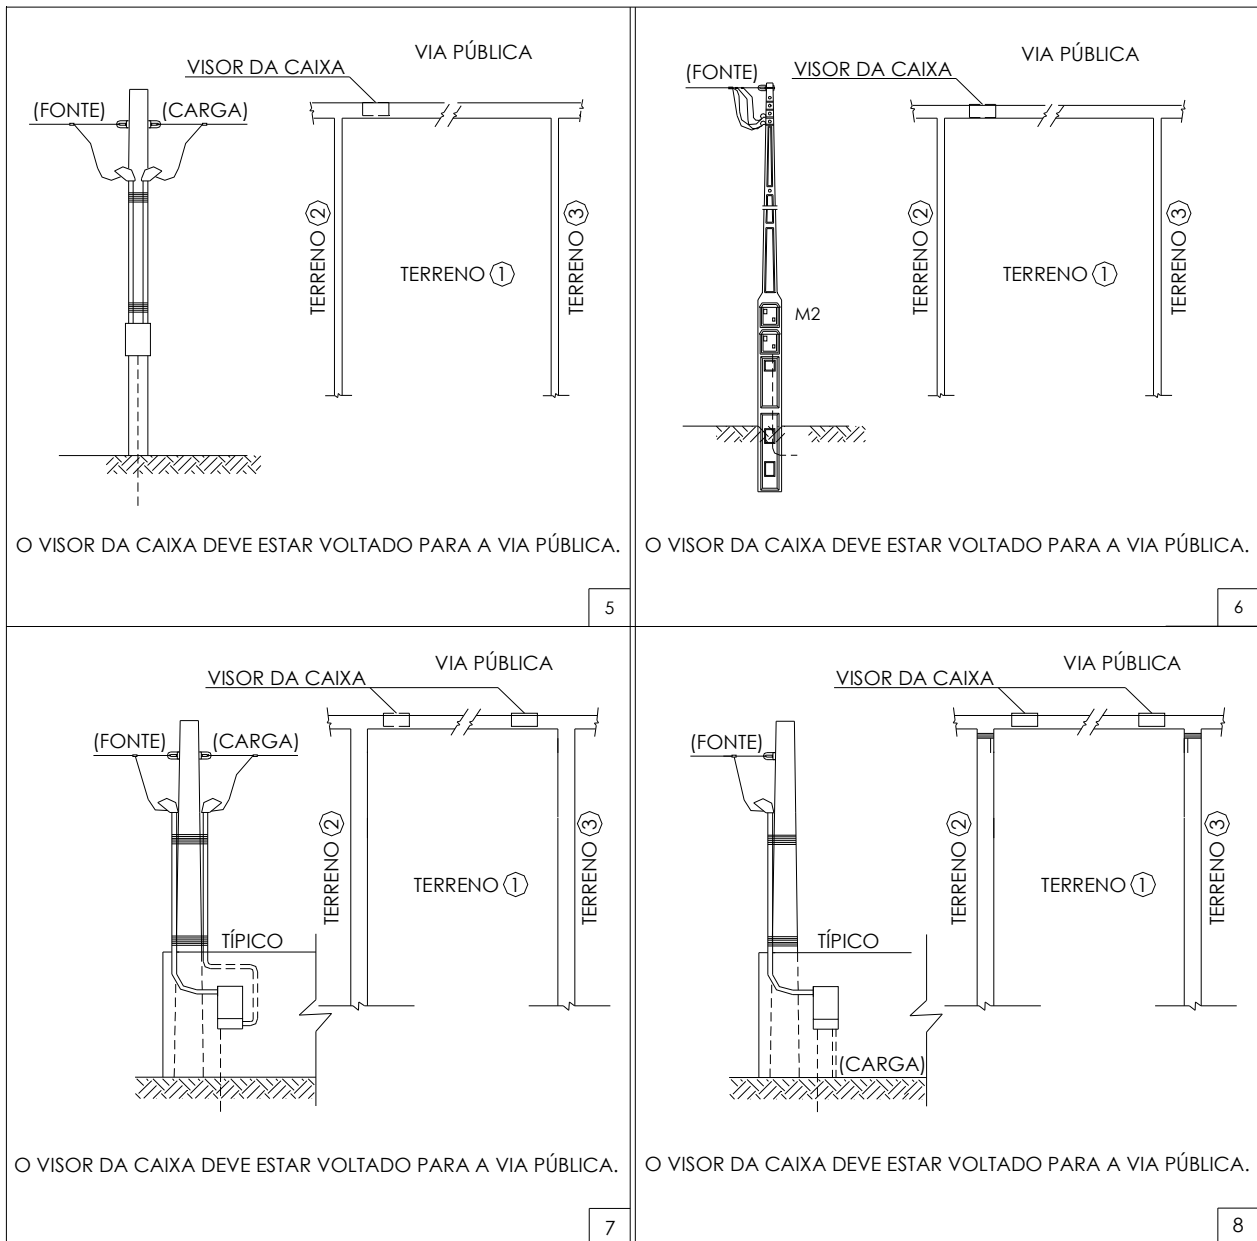 VIA PÚBLICA
VISOR DA CAIXA
(FONTE)
(CARGA)
TERRENO 2
TERRENO 1
TERRENO 3
O VISOR DA CAIXA DEVE ESTAR VOLTADO PARA A VIA PÚBLICA.
5
VIA PÚBLICA
(FONTE)
VISOR DA CAIXA
TERRENO 2
TERRENO 1
TERRENO 3
M2
O VISOR DA CAIXA DEVE ESTAR VOLTADO PARA A VIA PÚBLICA.
6
VIA PÚBLICA
VISOR DA CAIXA
(FONTE)
(CARGA)
TERRENO 2
TERRENO 1
TERRENO 3
TÍPICO
O VISOR DA CAIXA DEVE ESTAR VOLTADO PARA A VIA PÚBLICA.
7
VIA PÚBLICA
VISOR DA CAIXA
(FONTE)
TERRENO 2
TERRENO 1
TERRENO 3
TÍPICO
(CARGA)
O VISOR DA CAIXA DEVE ESTAR VOLTADO PARA A VIA PÚBLICA.
8